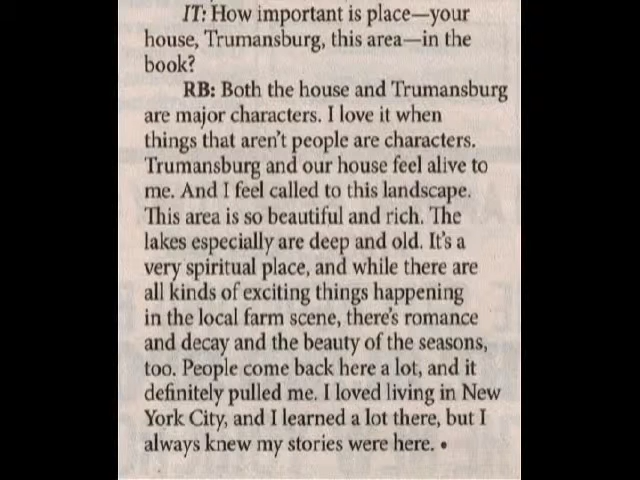 IT: How important is place—your
house, Trumansburg, this area—in the
book?
RB: Both the house and Trumansburg
are major characters. I love it when
things that aren't people are characters.
Trumansburg and our house feel alive to
me. And I feel called to this landscape.
This area is so beautiful and rich. The
lakes especially are deep and old. It's a
very spiritual place, and while there are
all kinds of exciting things happening
in the local farm scene, there's romance
and decay and the beauty of the seasons,
too. People come back here a lot, and it
definitely pulled me. I loved living in New
York City, and I learned a lot there, but I
always knew my stories were here. •